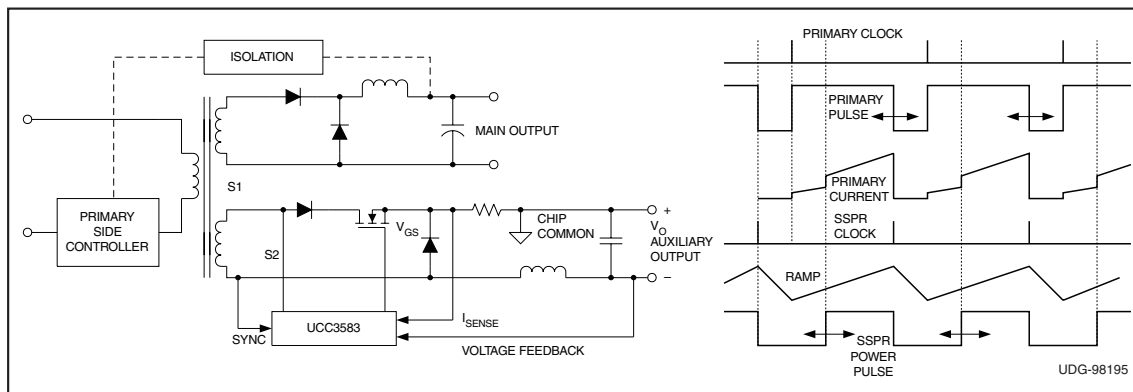 PRIMARY CLOCK
ISOLATION
PRIMARY
PULSE
MAIN OUTPUT
PRIMARY
CURRENT
S1
PRIMARY
SIDE
CONTROLLER
SSPR
CLOCK
+
CHIP
COMMON
VO
AUXILIARY
OUTPUT
VGS
S2
−
RAMP
ISENSE
UCC3583
SYNC
VOLTAGE FEEDBACK
SSPR
POWER
PULSE
UDG-98195